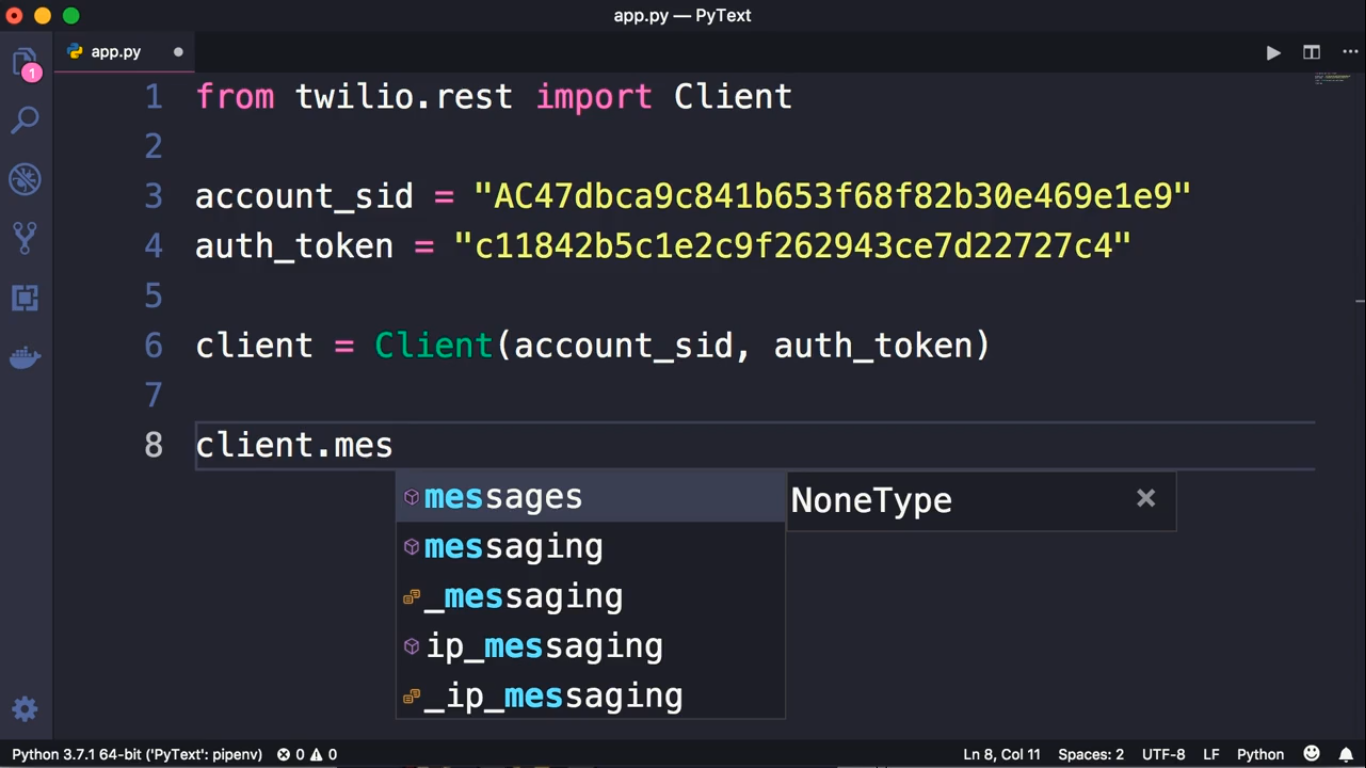 app.py — PyText
app.py
1
1 from twilio.rest import Client
2
3 account_sid = "AC47dbca9c841b653f68f82b30e469e1e9"
4 auth_token = "c11842b5c1e2c9f262943ce7d22727c4"
5
6 client = Client(account_sid, auth_token)
7
8 client.mes
messages NoneType
messaging
_messaging
ip_messaging
_ip_messaging
Python 3.7.1 64-bit ('PyText': pipenv) 0 0 Ln 8, Col 11 Spaces: 2 UTF-8 LF Python